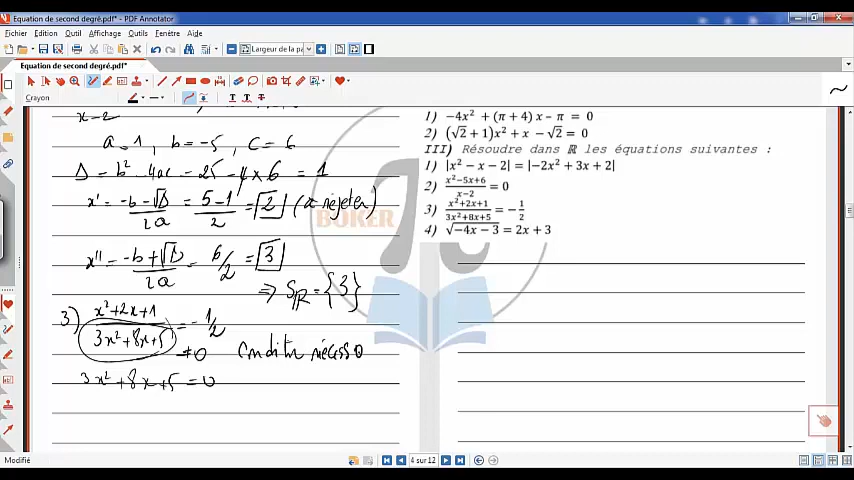 Equation de second degré.pdf* - PDF Annotator
Fichier Edition Outil Affichage Signets Outils Fenêtre Aide
Largeur de la pa
Equation de second degré.pdf*
Crayon
x-2
a=1, b=-5, c=6
Δ = b² - 4ac = 25 - 4×6 = 1
x' = (-b-√Δ)/2a = (5-1)/2 = 2 (à rejeter)
x'' = (-b+√Δ)/2a = 6/2 = 3
⇒ S_ℝ = {3}
3) (x²+2x+1)/(3x²+8x+5) = -1/2
≠0 condition
3x²+8x+5 = 0
1) -4x² + (π + 4) x - π = 0
2) (√2 + 1)x² + x - √2 = 0
III) Résoudre dans ℝ les équations suivantes :
1) |x² - x - 2| = |-2x² + 3x + 2|
2) (x²-5x+6)/(x-2) = 0
3) (x²+2x+1)/(3x²+8x+5) = -1/2
4) √(-4x - 3) = 2x + 3
BOKER
Modifié
4 sur 12